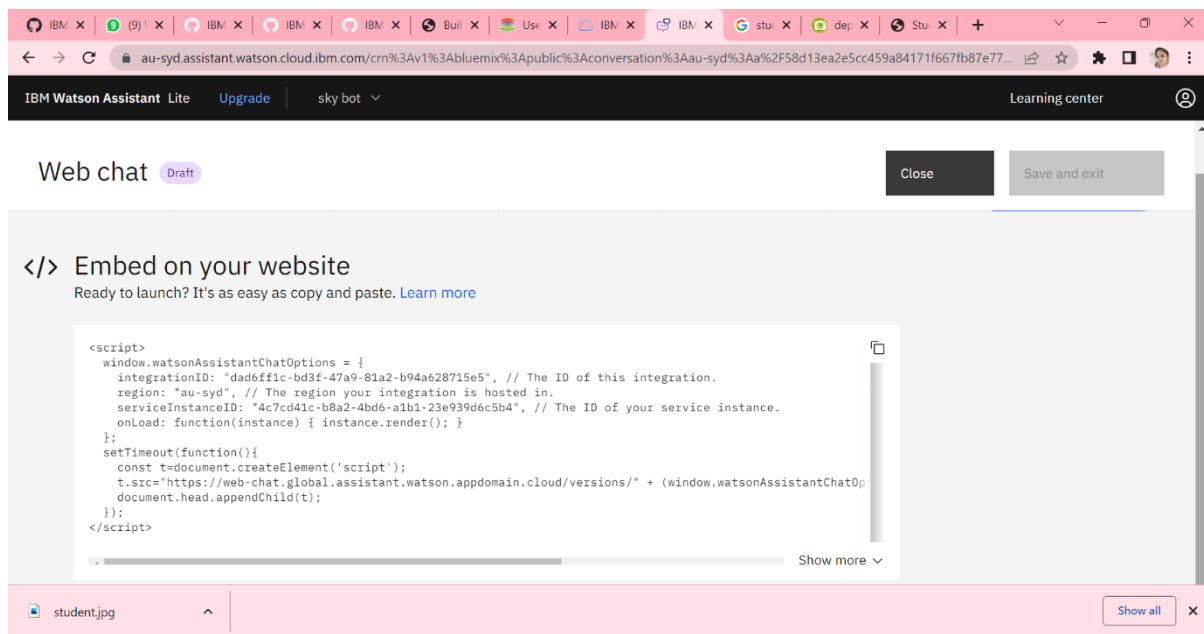 IBM
(9) \
IBM
IBM
IBM
Buil
Use
IBM
IBM
stu
dep
Stu
au-syd.assistant.watson.cloud.ibm.com/crn%3Av1%3Abluemix%3Apublic%3Aconversation%3Aau-syd%3Aa%2F58d13ea2e5cc459a84171f667fb87e77...
IBM Watson Assistant Lite Upgrade sky bot Learning center
Web chat Draft Close Save and exit
</> Embed on your website
Ready to launch? It's as easy as copy and paste. Learn more
<script>
window.watsonAssistantChatOptions = {
integrationID: "dad6ff1c-bd3f-47a9-81a2-b94a628715e5", // The ID of this integration.
region: "au-syd", // The region your integration is hosted in.
serviceInstanceID: "4c7cd41c-b8a2-4bd6-a1b1-23e939d6c5b4", // The ID of your service instance.
onLoad: function(instance) { instance.render(); }
};
setTimeout(function(){
const t=document.createElement('script');
t.src="https://web-chat.global.assistant.watson.appdomain.cloud/versions/" + (window.watsonAssistantChatOp
document.head.appendChild(t);
});
</script>
Show more
student.jpg Show all